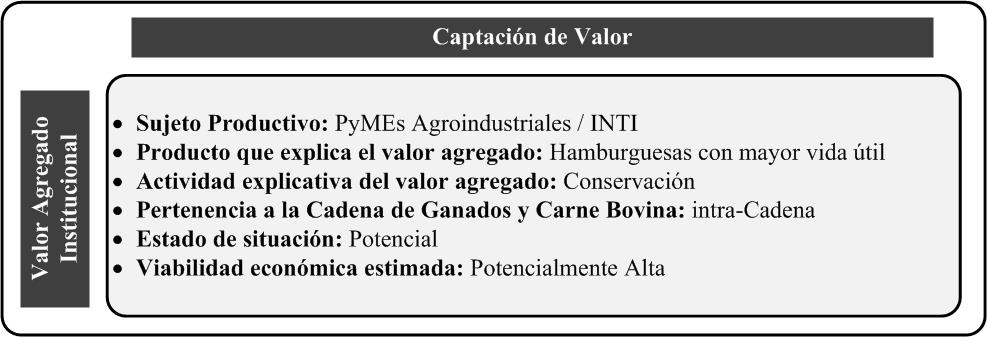 Captación de Valor
Valor Agregado
Institucional
• Sujeto Productivo: PyMEs Agroindustriales / INTI
• Producto que explica el valor agregado: Hamburguesas con mayor vida útil
• Actividad explicativa del valor agregado: Conservación
• Pertenencia a la Cadena de Ganados y Carne Bovina: intra-Cadena
• Estado de situación: Potencial
• Viabilidad económica estimada: Potencialmente Alta